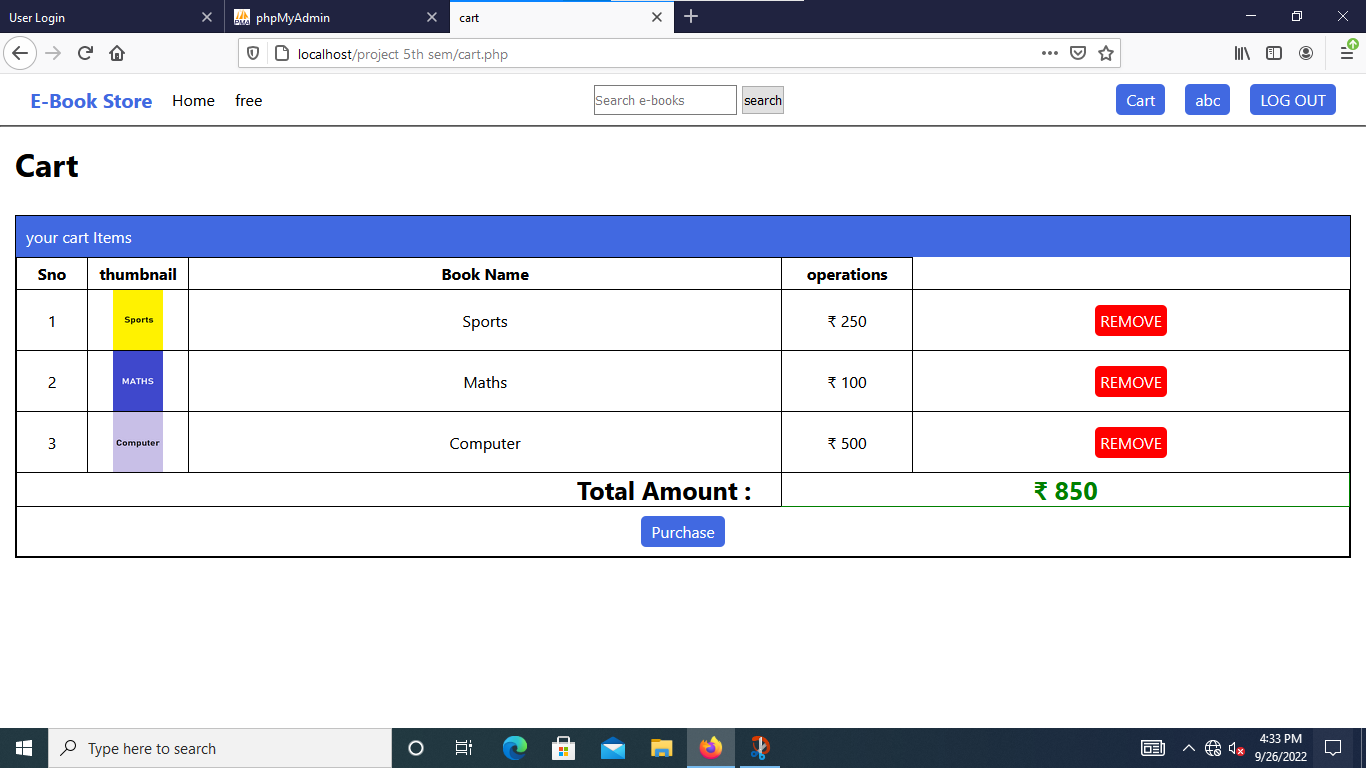 User Login phpMyAdmin cart
localhost/project 5th sem/cart.php
E-Book Store Home free Search e-books search Cart abc LOG OUT
Cart
your cart Items
Sno thumbnail Book Name operations
1 Sports Sports ₹ 250 REMOVE
2 MATHS Maths ₹ 100 REMOVE
3 Computer Computer ₹ 500 REMOVE
Total Amount : ₹ 850
Purchase
Type here to search
4:33 PM
9/26/2022